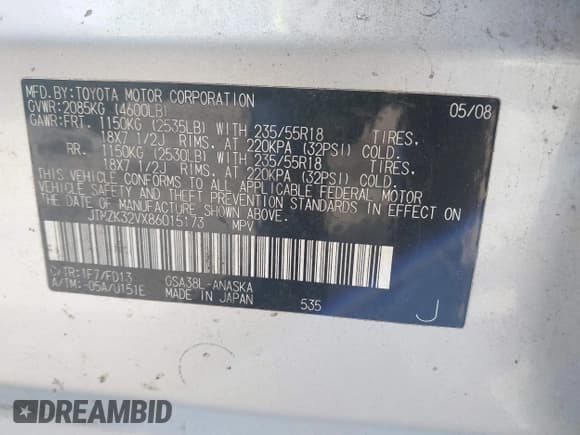 MFD.BY:TOYOTA MOTOR CORPORATION 05/08
GVWR:2085KG (4600LB)
GAWR:FRT. 1150KG (2535LB) WITH 235/55R18 TIRES,
18X7 1/2J RIMS, AT 220KPA (32PSI) COLD.
RR. 1150KG (2530LB) WITH 235/55R18 TIRES,
18X7 1/2J RIMS, AT 220KPA (32PSI) COLD.
THIS VEHICLE CONFORMS TO ALL APPLICABLE FEDERAL MOTOR
VEHICLE SAFETY AND THEFT PREVENTION STANDARDS IN EFFECT ON
THE DATE OF MANUFACTURE SHOWN ABOVE.
JTMZK32VX86015173 MPV
C/TR:1F7/FD13 GSA38L-ANASKA
A/TM:-05A/U151E MADE IN JAPAN 535
J
DREAMBID